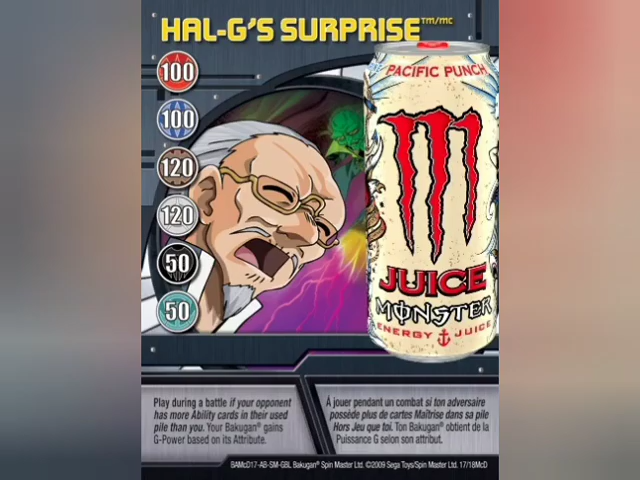 HAL-G'S SURPRISE™/MC
100
100
120
120
50
50
PACIFIC PUNCH
JUICE
MONSTER
ENERGY JUICE
Play during a battle if your opponent
has more Ability cards in their used
pile than you. Your Bakugan® gains
G-Power based on its Attribute.
À jouer pendant un combat si ton adversaire
possède plus de cartes Maîtrise dans sa pile
Hors Jeu que toi. Ton Bakugan® obtient de la
Puissance G selon son attribut.
BAMcD17-AB-SM-GBL Bakugan® Spin Master Ltd. ©2009 Sega Toys/Spin Master Ltd. 17/18McD